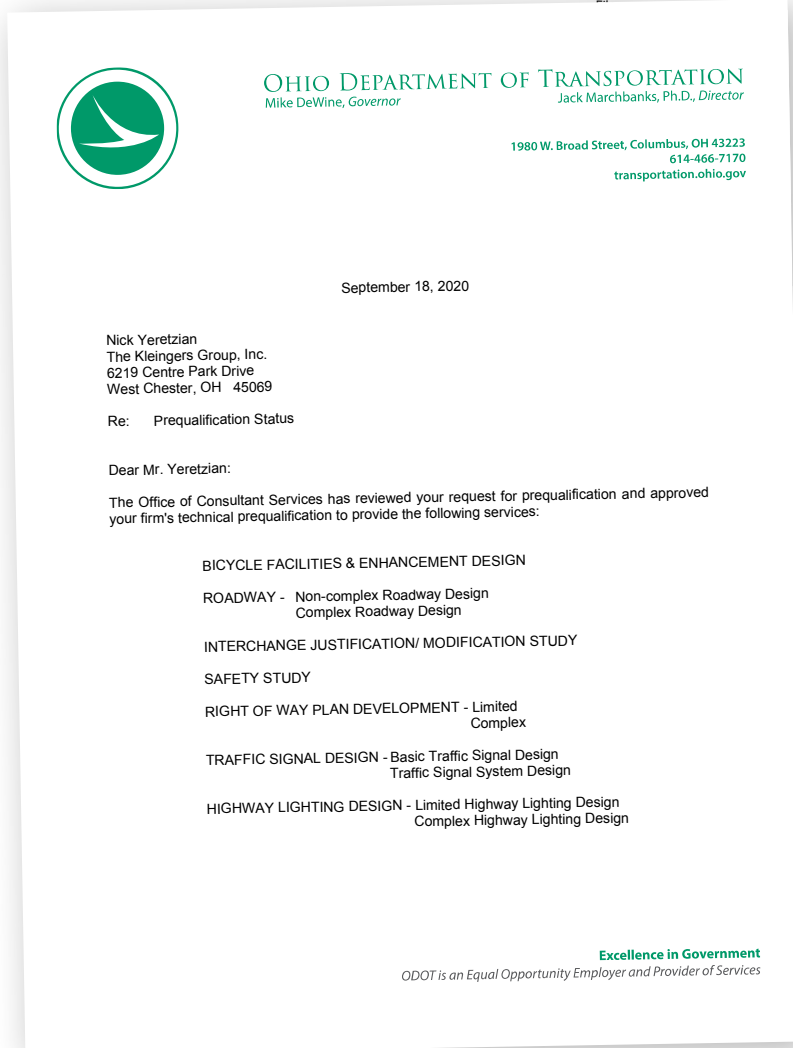 OHIO DEPARTMENT OF TRANSPORTATION
Mike DeWine, Governor Jack Marchbanks, Ph.D., Director
1980 W. Broad Street, Columbus, OH 43223
614-466-7170
transportation.ohio.gov
September 18, 2020
Nick Yeretzian
The Kleingers Group, Inc.
6219 Centre Park Drive
West Chester, OH 45069
Re: Prequalification Status
Dear Mr. Yeretzian:
The Office of Consultant Services has reviewed your request for prequalification and approved
your firm's technical prequalification to provide the following services:
BICYCLE FACILITIES & ENHANCEMENT DESIGN
ROADWAY - Non-complex Roadway Design
Complex Roadway Design
INTERCHANGE JUSTIFICATION/ MODIFICATION STUDY
SAFETY STUDY
RIGHT OF WAY PLAN DEVELOPMENT - Limited
Complex
TRAFFIC SIGNAL DESIGN - Basic Traffic Signal Design
Traffic Signal System Design
HIGHWAY LIGHTING DESIGN - Limited Highway Lighting Design
Complex Highway Lighting Design
Excellence in Government
ODOT is an Equal Opportunity Employer and Provider of Services